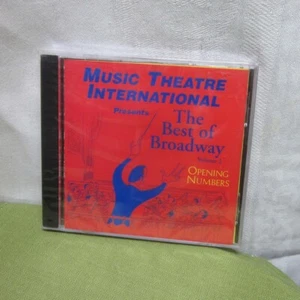 MUSIC THEATRE
INTERNATIONAL
Presents
The
Best of
Broadway
OPENING
NUMBERS